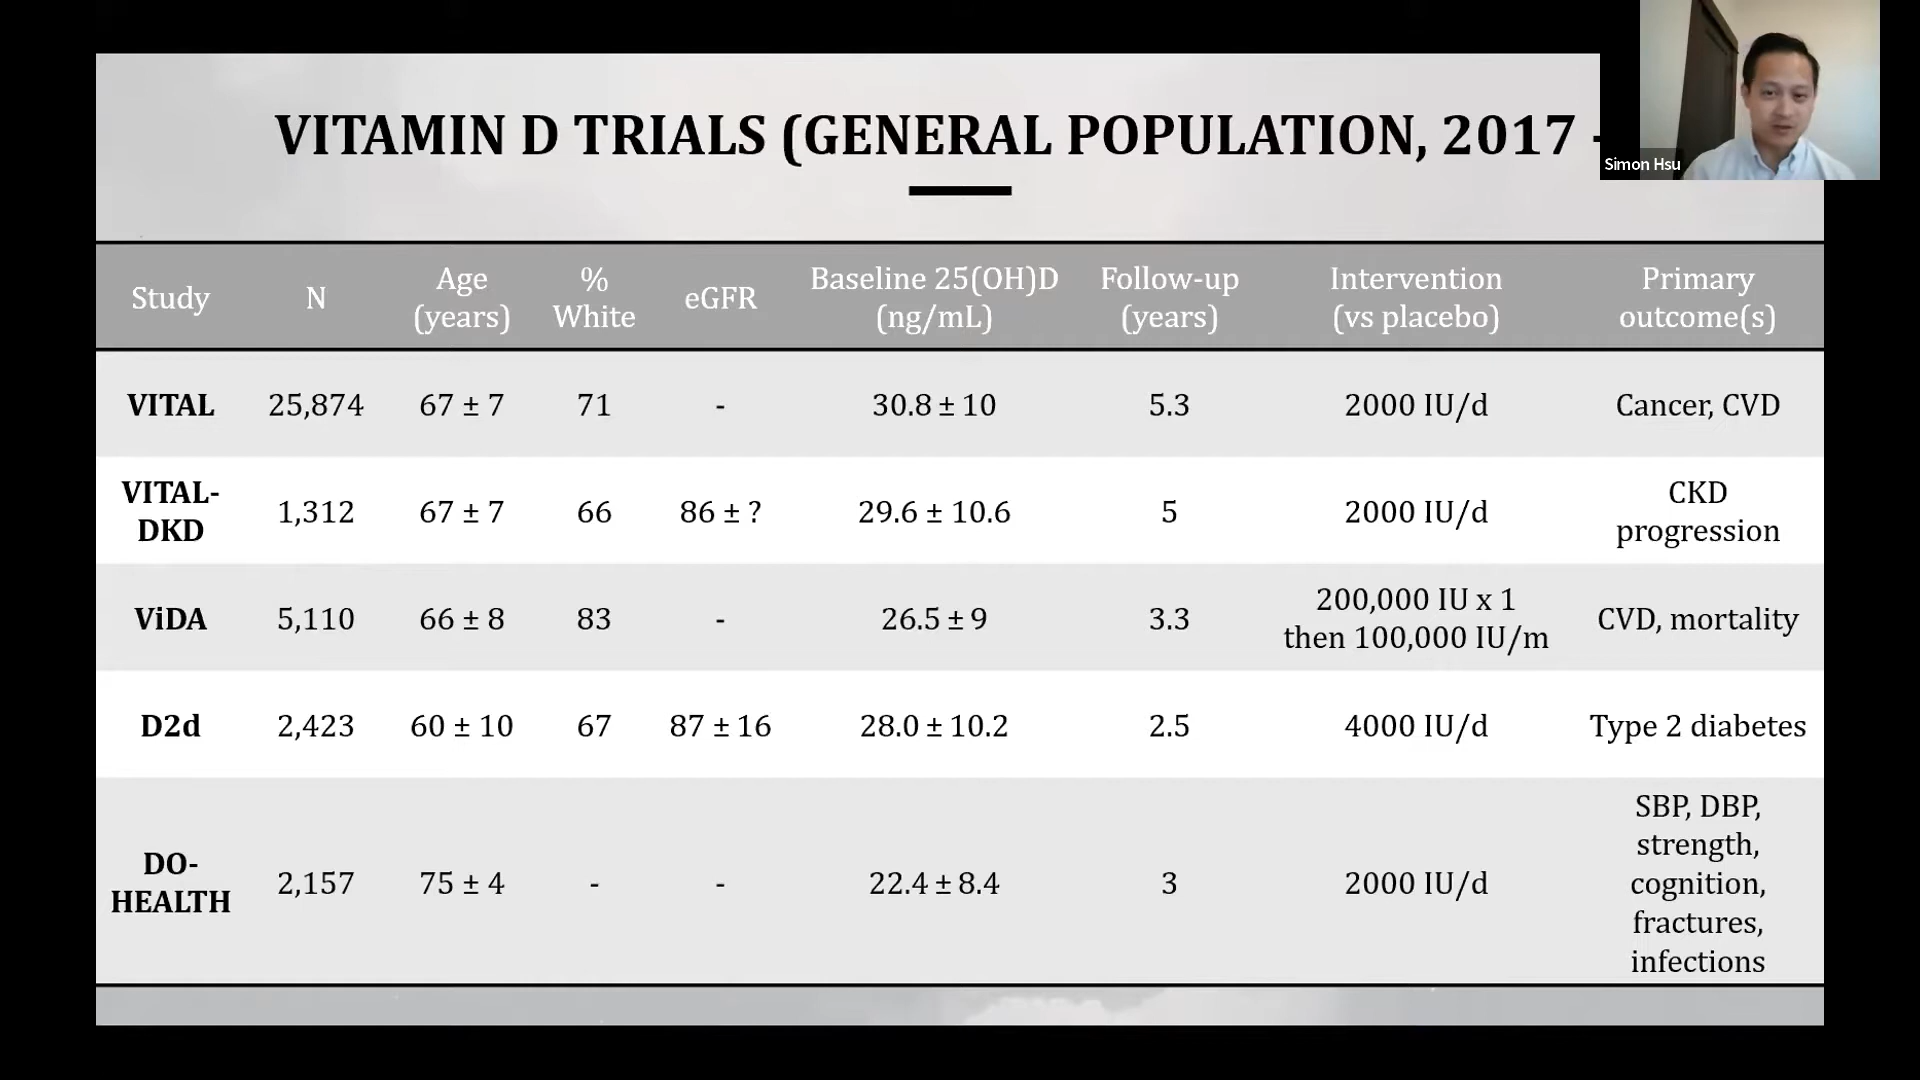 VITAMIN D TRIALS (GENERAL POPULATION, 2017 -
Simon Hsu
Study N Age (years) % White eGFR Baseline 25(OH)D (ng/mL) Follow-up (years) Intervention (vs placebo) Primary outcome(s)
VITAL 25,874 67 ± 7 71 - 30.8 ± 10 5.3 2000 IU/d Cancer, CVD
VITAL-DKD 1,312 67 ± 7 66 86 ± ? 29.6 ± 10.6 5 2000 IU/d CKD progression
ViDA 5,110 66 ± 8 83 - 26.5 ± 9 3.3 200,000 IU x 1 then 100,000 IU/m CVD, mortality
D2d 2,423 60 ± 10 67 87 ± 16 28.0 ± 10.2 2.5 4000 IU/d Type 2 diabetes
DO-HEALTH 2,157 75 ± 4 - - 22.4 ± 8.4 3 2000 IU/d SBP, DBP, strength, cognition, fractures, infections